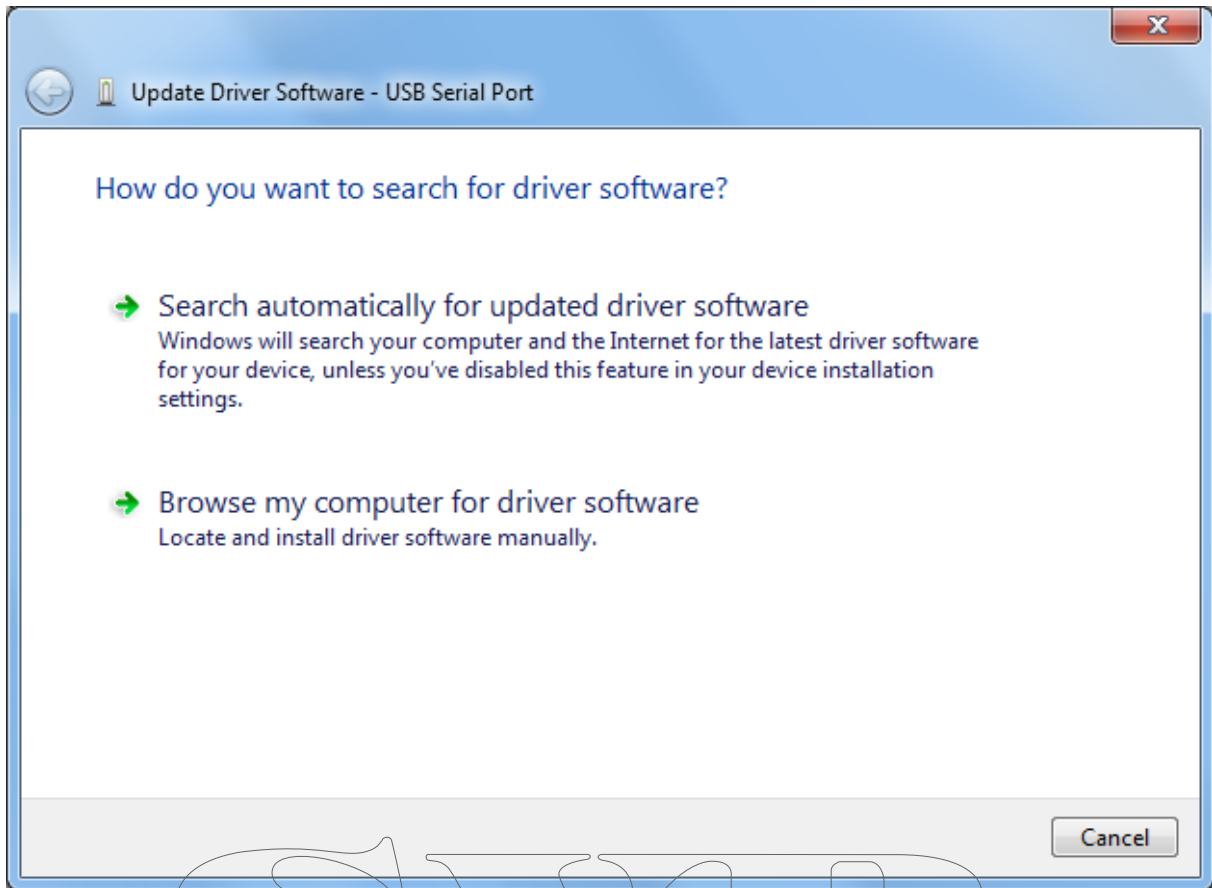 X
Update Driver Software - USB Serial Port
How do you want to search for driver software?
Search automatically for updated driver software
Windows will search your computer and the Internet for the latest driver software
for your device, unless you've disabled this feature in your device installation
settings.
Browse my computer for driver software
Locate and install driver software manually.
Cancel